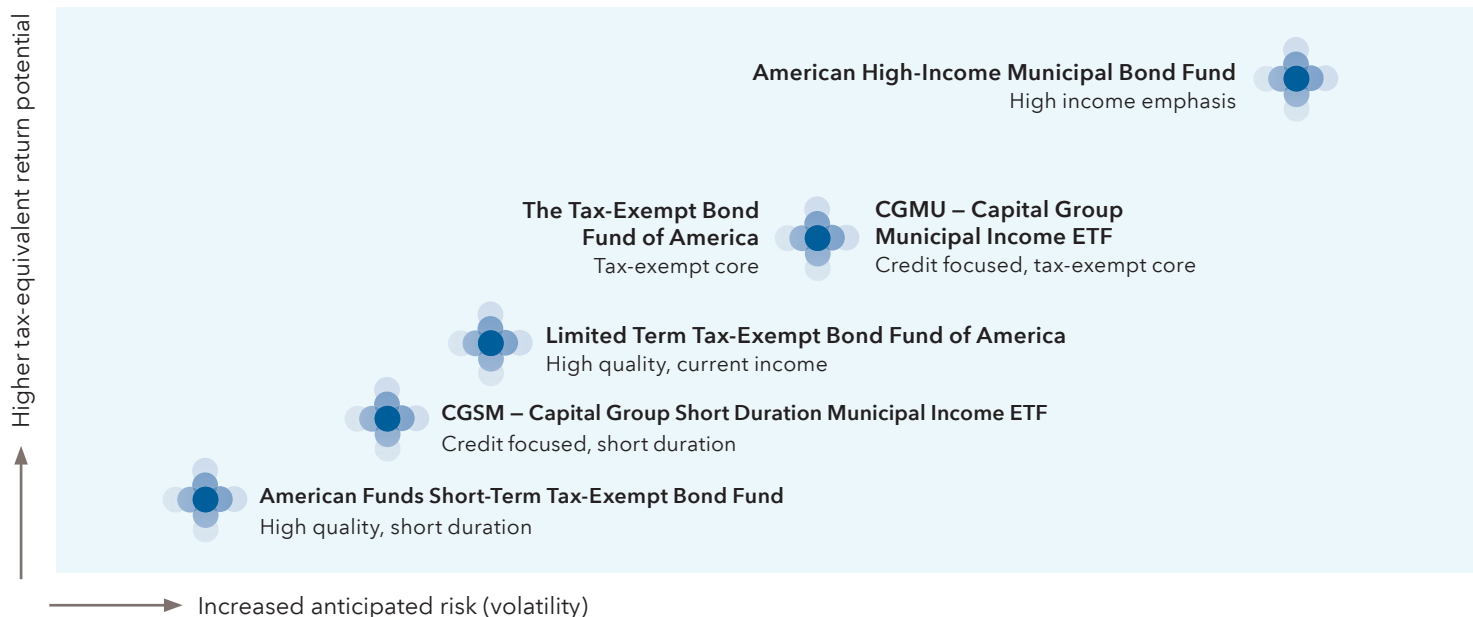 Higher tax-equivalent return potential
American High-Income Municipal Bond Fund
High income emphasis
The Tax-Exempt Bond
Fund of America
Tax-exempt core
CGMU – Capital Group
Municipal Income ETF
Credit focused, tax-exempt core
Limited Term Tax-Exempt Bond Fund of America
High quality, current income
CGSM – Capital Group Short Duration Municipal Income ETF
Credit focused, short duration
American Funds Short-Term Tax-Exempt Bond Fund
High quality, short duration
Increased anticipated risk (volatility)